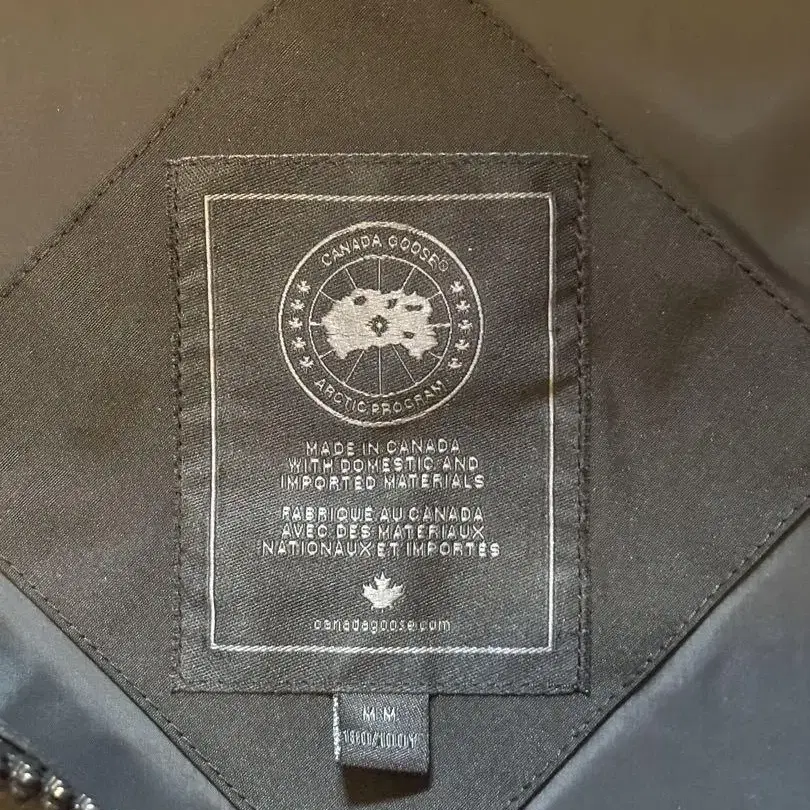 CANADA GOOSE®
ARCTIC PROGRAM
MADE IN CANADA
WITH DOMESTIC AND
IMPORTED MATERIALS
FABRIQUE AU CANADA
AVEC DES MATERIAUX
NATIONAUX ET IMPORTES
canadagoose.com
M M